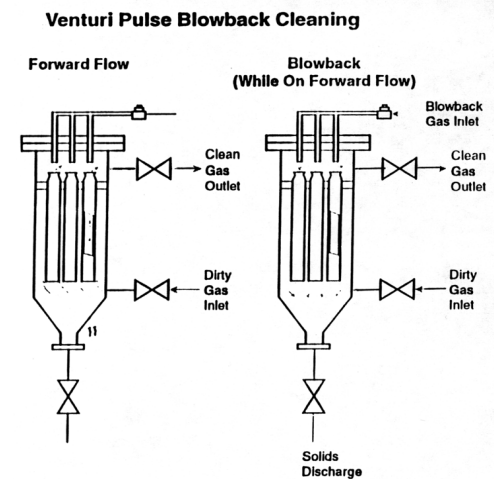 Venturi Pulse Blowback Cleaning
Forward Flow
Clean
Gas
Outlet
Dirty
Gas
Inlet
Blowback
(While On Forward Flow)
Blowback
Gas Inlet
Clean
Gas
Outlet
Dirty
Gas
Inlet
Solids
Discharge